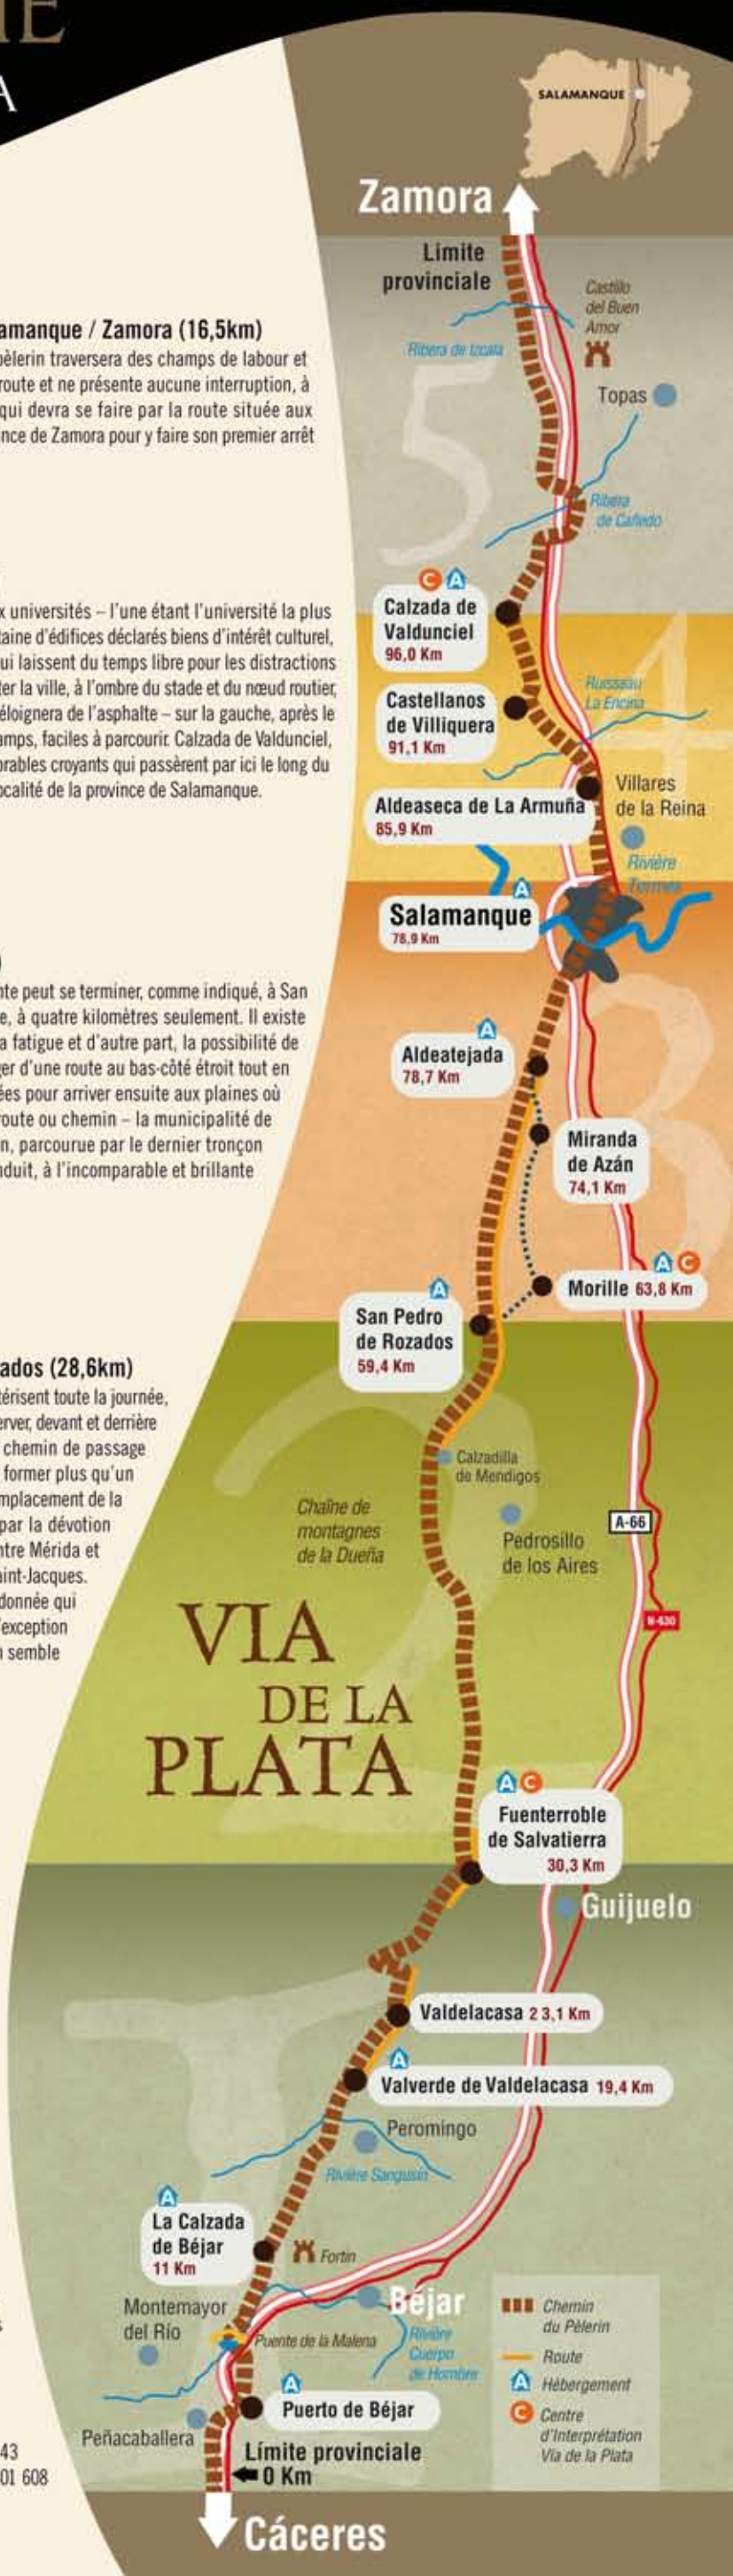 A
SALAMANQUE
Zamora
Límite
provinciale
Castillo
del Buen
Amor
Ribera de Izcala
Topas
5
Ribera
de Cañedo
amanque / Zamora (16,5km)
pèlerin traversera des champs de labour et
route et ne présente aucune interruption, à
qui devra se faire par la route située aux
nce de Zamora pour y faire son premier arrêt
C A
Calzada de
Valdunciel
96,0 Km
4
Castellanos
de Villiquera
91,1 Km
Ruisseau
La Encina
Aldeaseca de La Armuña
85,9 Km
Villares
de la Reina
Rivière
Tormes
x universités – l'une étant l'université la plus
taine d'édifices déclarés biens d'intérêt culturel,
ui laissent du temps libre pour les distractions
ter la ville, à l'ombre du stade et du nœud routier,
éloignera de l'asphalte – sur la gauche, après le
amps, faciles à parcourir. Calzada de Valdunciel,
orables croyants qui passèrent par ici le long du
ocalité de la province de Salamanque.
A
Salamanque
78,9 Km
3
A
Aldeatejada
78,7 Km
Miranda
de Azán
74,1 Km
A C
Morille 63,8 Km
A
San Pedro
de Rozados
59,4 Km
)
nte peut se terminer, comme indiqué, à San
e, à quatre kilomètres seulement. Il existe
a fatigue et d'autre part, la possibilité de
er d'une route au bas-côté étroit tout en
ées pour arriver ensuite aux plaines où
route ou chemin – la municipalité de
n, parcourue par le dernier tronçon
nduit, à l'incomparable et brillante
2
Calzadilla
de Mendigos
Chaîne de
montagnes
de la Dueña
Pedrosillo
de los Aires
A-66
N-630
VIA
DE LA
PLATA
ados (28,6km)
térisent toute la journée,
erver, devant et derrière
chemin de passage
former plus qu'un
mplacement de la
par la dévotion
ntre Mérida et
aint-Jacques.
donnée qui
'exception
n semble
A C
Fuenterroble
de Salvatierra
30,3 Km
Guijuelo
1
Valdelacasa 2 3,1 Km
A
Valverde de Valdelacasa 19,4 Km
Peromingo
Rivière Sangusín
A
La Calzada
de Béjar
11 Km
Fortin
Montemayor
del Río
Béjar
Puente de la Malena
Rivière
Cuerpo
de Hombre
A
Puerto de Béjar
Peñacaballera
Límite provinciale
0 Km
Cáceres
Chemin
du Pèlerin
Route
A Hébergement
C Centre
d'Interprétation
Vía de la Plata
43
01 608